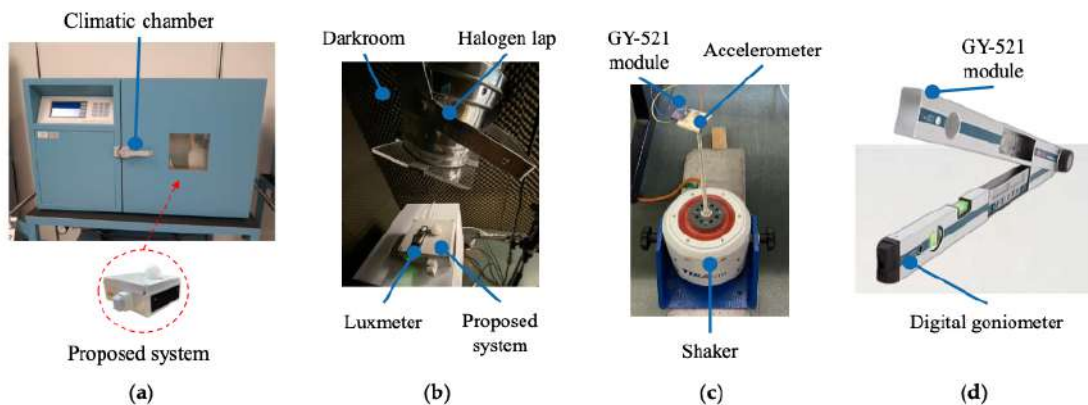 Climatic chamber
Proposed system
(a)
Darkroom
Halogen lap
Luxmeter
Proposed
system
(b)
GY-521
module
Accelerometer
Shaker
(c)
GY-521
module
Digital goniometer
(d)